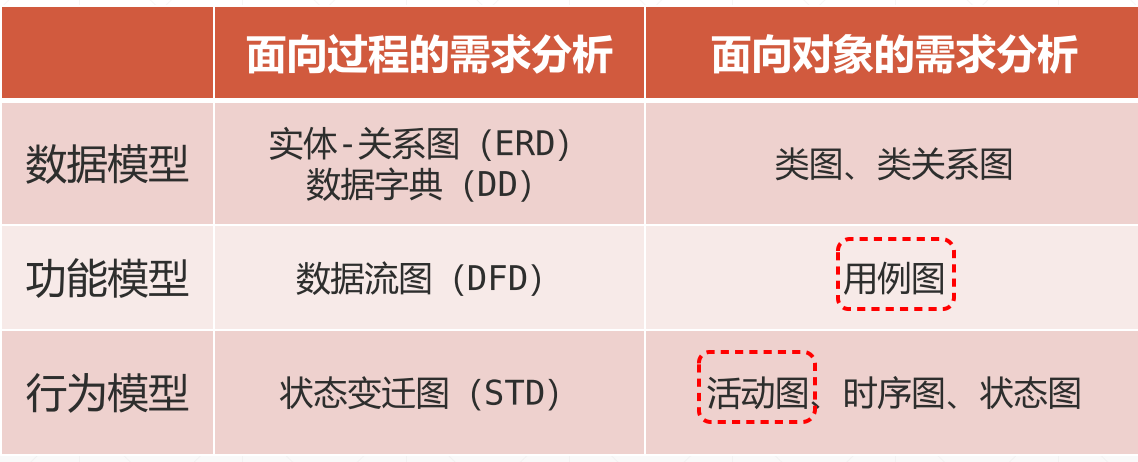 面向过程的需求分析
面向对象的需求分析
数据模型
实体-关系图（ERD）
数据字典（DD）
类图、类关系图
功能模型
数据流图（DFD）
用例图
行为模型
状态变迁图（STD）
活动图、时序图、状态图